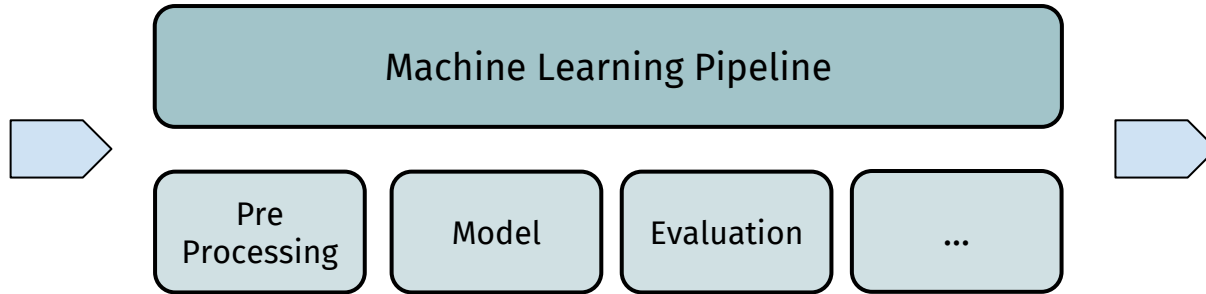 Machine Learning Pipeline
Pre
Processing
Model
Evaluation
...